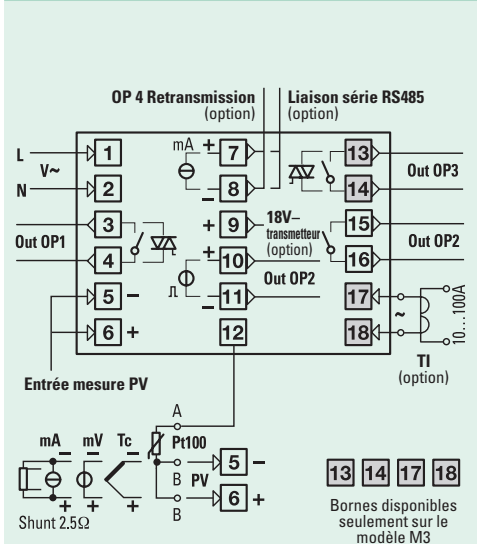 OP 4 Retransmission
(option)
Liaison série RS485
(option)
L
V~
N
1
2
mA + 7
– 8
13
14
Out OP3
Out OP1
3
4
+ 9
18V–
transmetteur
(option)
15
16
Out OP2
+ 10
– 11
Out OP2
5 –
6 +
12
17
18
~
10...100A
TI
(option)
Entrée mesure PV
A
Pt100
B
B
PV
5 –
6 +
mA
mV
Tc
– – –
+ + +
Shunt 2.5Ω
13 14 17 18
Bornes disponibles
seulement sur le
modèle M3